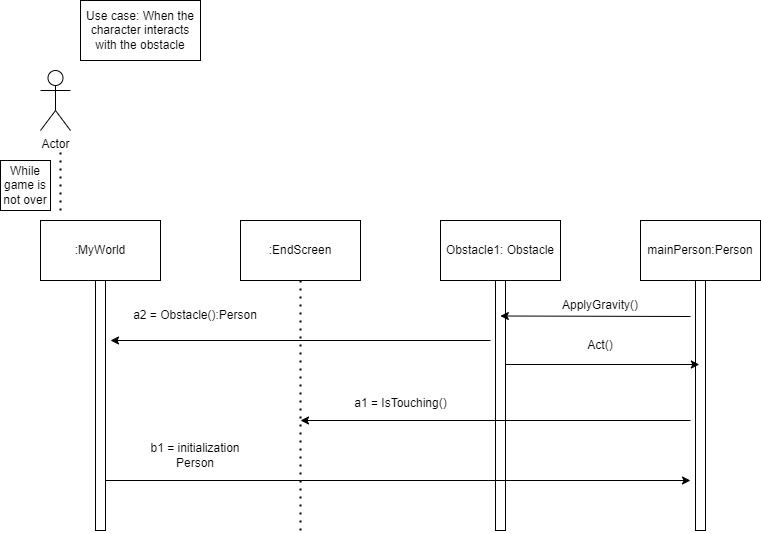 Use case: When the
character interacts
with the obstacle
Actor
While
game is
not over
:MyWorld
:EndScreen
Obstacle1: Obstacle
mainPerson:Person
ApplyGravity()
a2 = Obstacle():Person
Act()
a1 = IsTouching()
b1 = initialization
Person